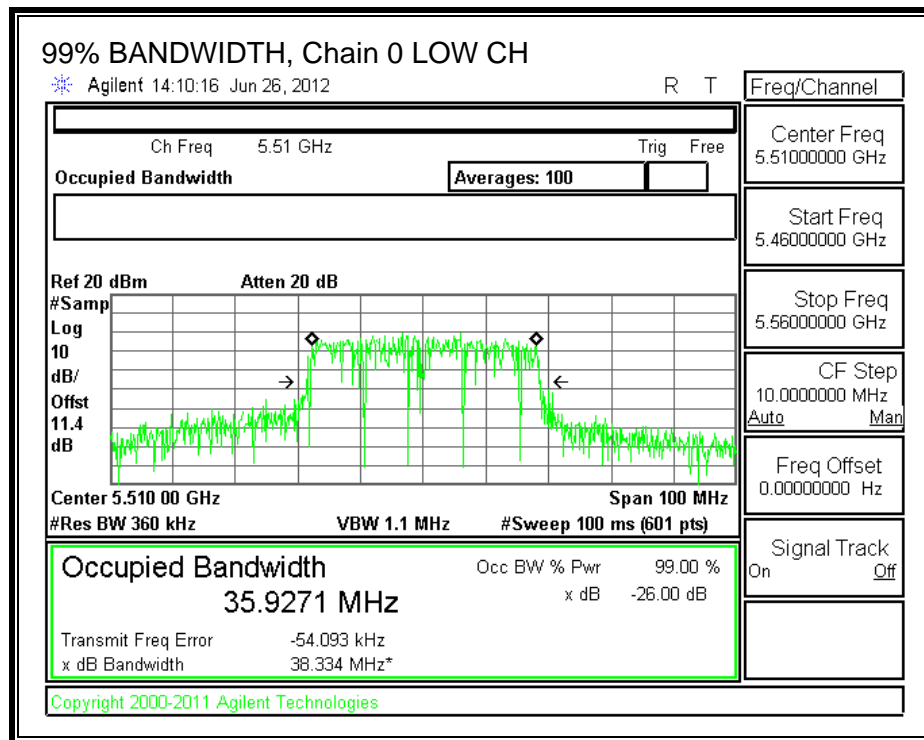 99% BANDWIDTH, Chain 0 LOW CH
Agilent 14:10:16 Jun 26, 2012 R T
Freq/Channel
Ch Freq 5.51 GHz Trig Free
Occupied Bandwidth Averages: 100
Center Freq
5.51000000 GHz
Start Freq
5.46000000 GHz
Stop Freq
5.56000000 GHz
CF Step
10.0000000 MHz
Auto Man
Freq Offset
0.00000000 Hz
Signal Track
On Off
Ref 20 dBm Atten 20 dB
#Samp
Log
10
dB/
Offst
11.4
dB
Center 5.510 00 GHz Span 100 MHz
#Res BW 360 kHz VBW 1.1 MHz #Sweep 100 ms (601 pts)
Occupied Bandwidth
35.9271 MHz
Occ BW % Pwr 99.00 %
x dB -26.00 dB
Transmit Freq Error -54.093 kHz
x dB Bandwidth 38.334 MHz*
Copyright 2000-2011 Agilent Technologies